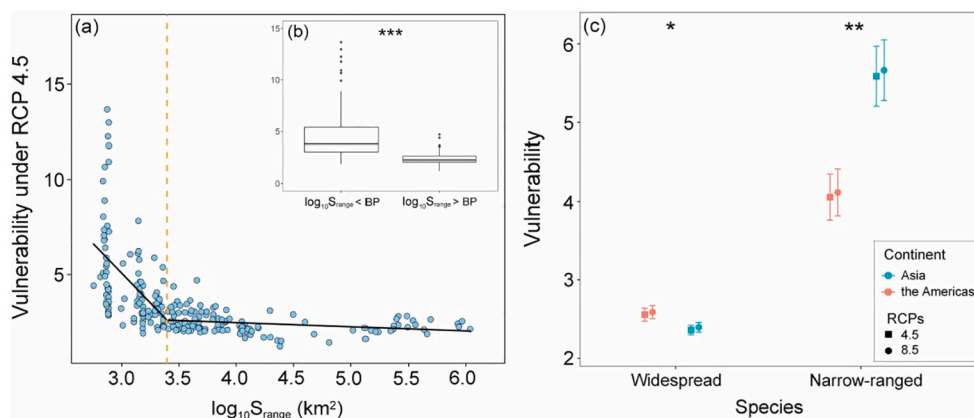 (a)
Vulnerability under RCP 4.5
15
10
5
3.0 3.5 4.0 4.5 5.0 5.5 6.0
log₁₀Sᵣₐₙgₑ (km²)
(b)
***
15
10
5
0
log₁₀Sᵣₐₙgₑ < BP log₁₀Sᵣₐₙgₑ > BP
(c)
* **
Vulnerability
6
5
4
3
2
Continent
Asia
the Americas
RCPs
4.5
8.5
Widespread Narrow-ranged
Species